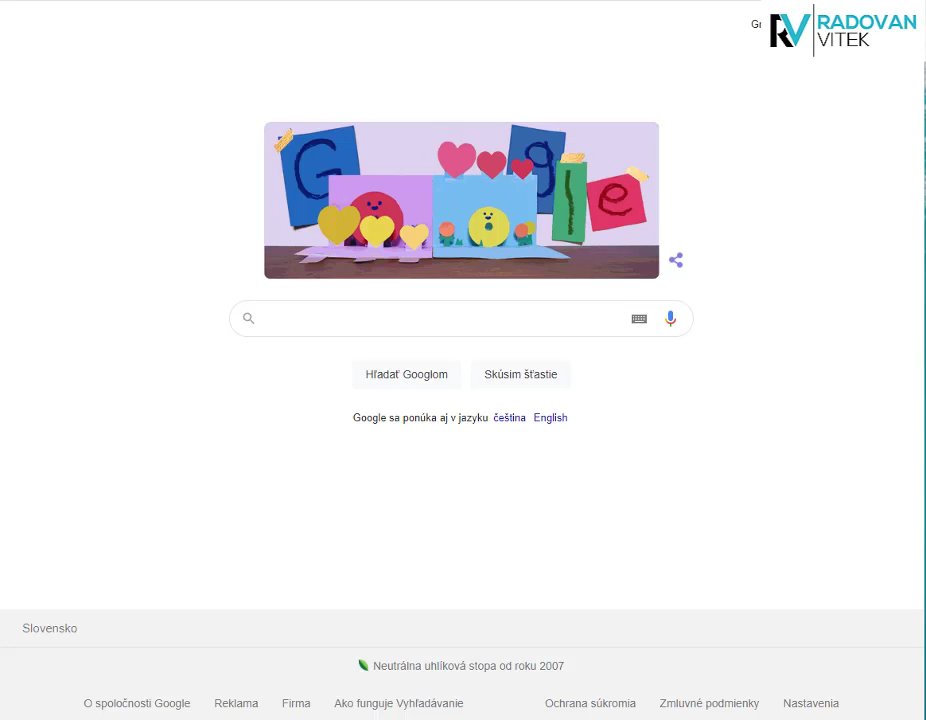 Gr
RADOVAN
VITEK
G g l e
Hľadať Googlom
Skúsim šťastie
Google sa ponúka aj v jazyku čeština English
Slovensko
Neutrálna uhlíková stopa od roku 2007
O spoločnosti Google Reklama Firma Ako funguje Vyhľadávanie Ochrana súkromia Zmluvné podmienky Nastavenia